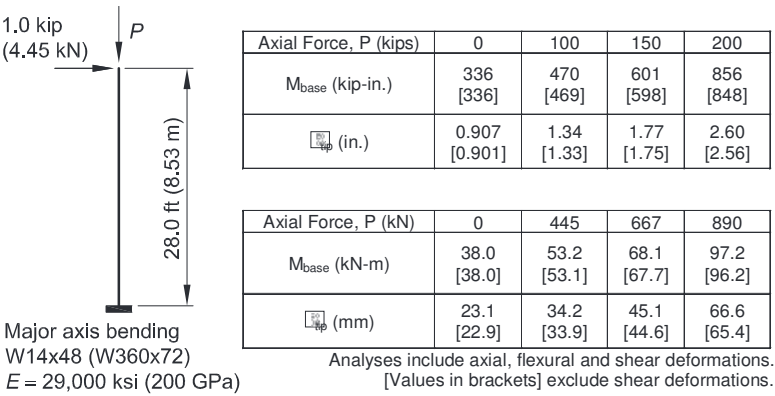 1.0 kip
(4.45 kN)
P
28.0 ft (8.53 m)
Major axis bending
W14x48 (W360x72)
E = 29,000 ksi (200 GPa)
Axial Force, P (kips) 0 100 150 200
Mbase (kip-in.) 336 470 601 856
[336] [469] [598] [848]
tip (in.) 0.907 1.34 1.77 2.60
[0.901] [1.33] [1.75] [2.56]
Axial Force, P (kN) 0 445 667 890
Mbase (kN-m) 38.0 53.2 68.1 97.2
[38.0] [53.1] [67.7] [96.2]
tip (mm) 23.1 34.2 45.1 66.6
[22.9] [33.9] [44.6] [65.4]
Analyses include axial, flexural and shear deformations.
[Values in brackets] exclude shear deformations.